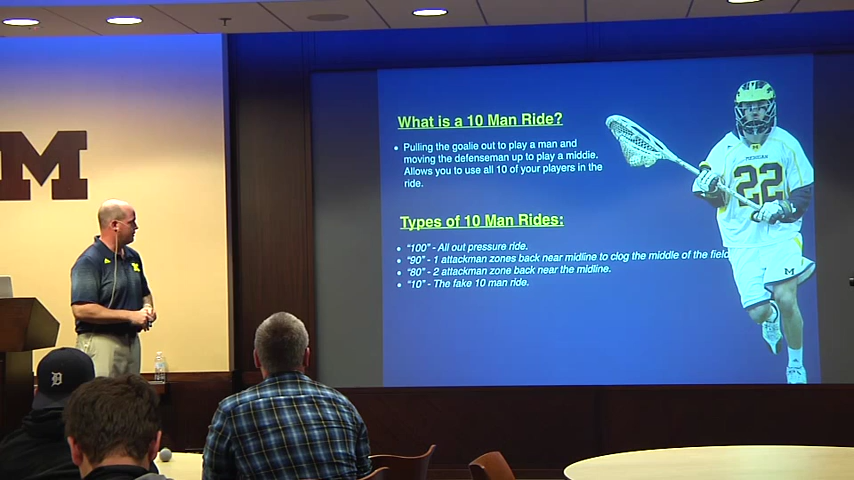 M
What is a 10 Man Ride?
• Pulling the goalie out to play a man and
moving the defenseman up to play a middie.
Allows you to use all 10 of your players in the
ride.
Types of 10 Man Rides:
• “100” - All out pressure ride.
• “90” - 1 attackman zones back near midline to clog the middle of the field
• “80” - 2 attackman zone back near the midline.
• “10” - The fake 10 man ride.
MICHIGAN
22
M
M
D